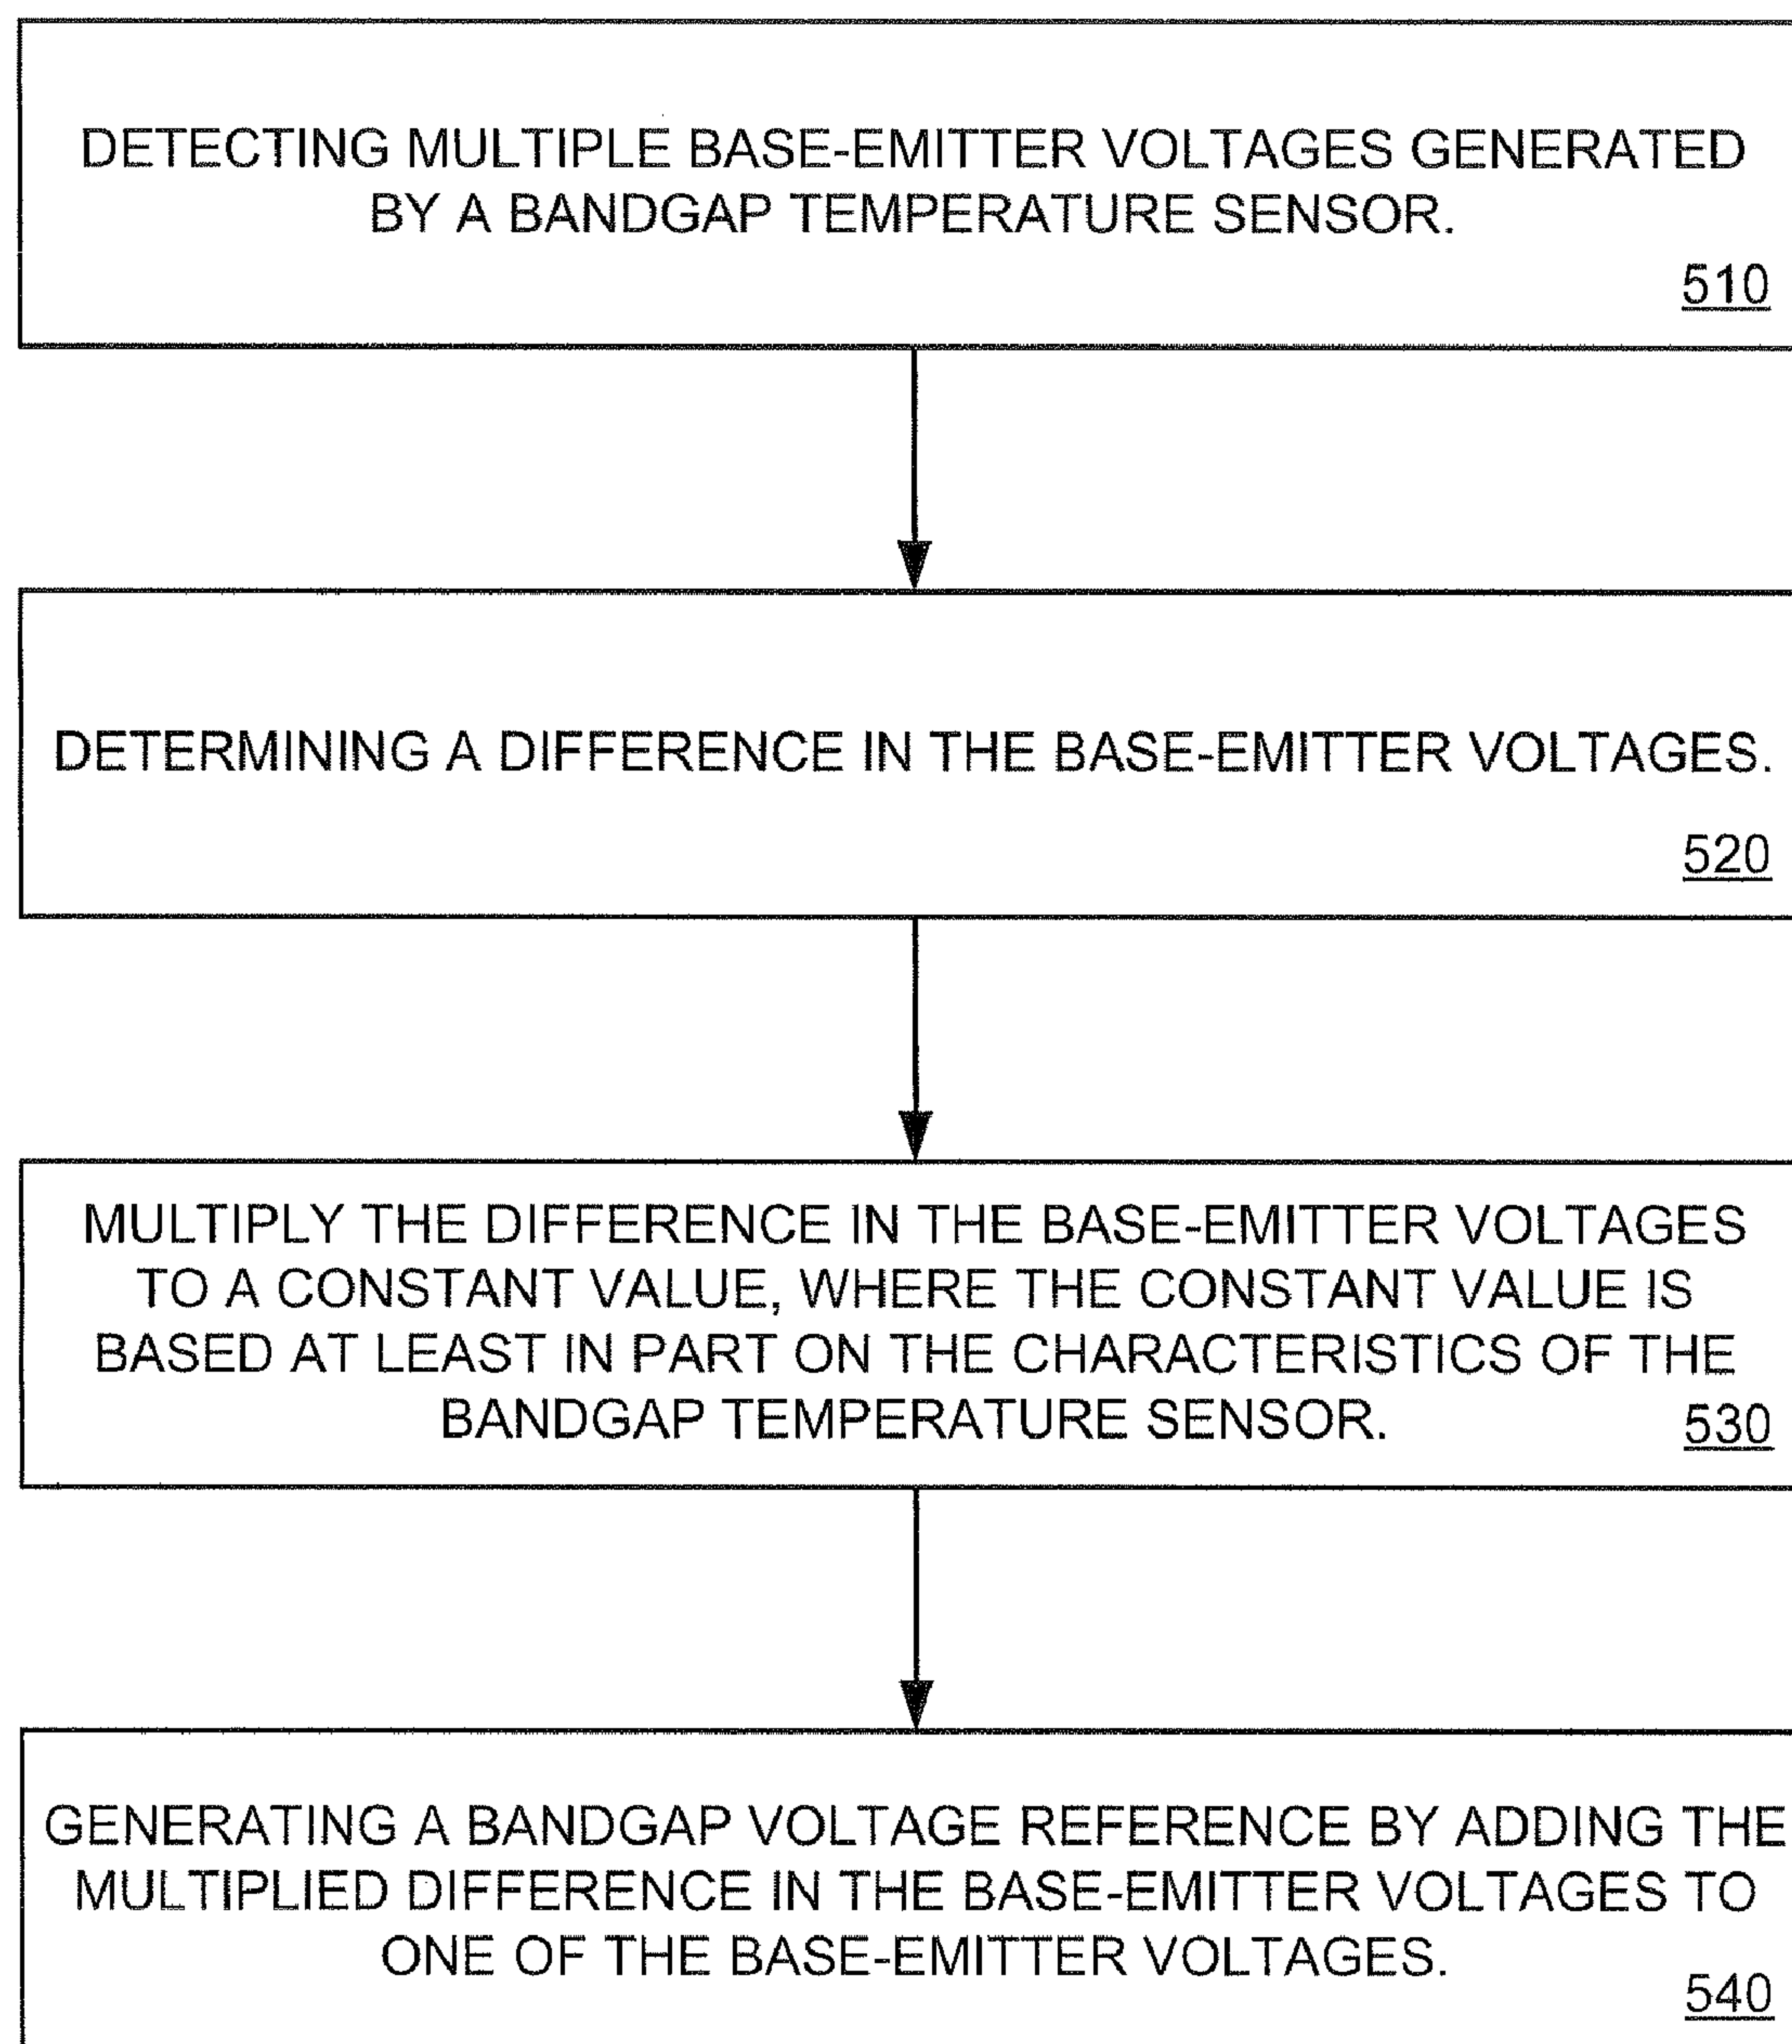 DETECTING MULTIPLE BASE-EMITTER VOLTAGES GENERATED
BY A BANDGAP TEMPERATURE SENSOR.
510
DETERMINING A DIFFERENCE IN THE BASE-EMITTER VOLTAGES.
520
MULTIPLY THE DIFFERENCE IN THE BASE-EMITTER VOLTAGES
TO A CONSTANT VALUE, WHERE THE CONSTANT VALUE IS
BASED AT LEAST IN PART ON THE CHARACTERISTICS OF THE
BANDGAP TEMPERATURE SENSOR.
530
GENERATING A BANDGAP VOLTAGE REFERENCE BY ADDING THE
MULTIPLIED DIFFERENCE IN THE BASE-EMITTER VOLTAGES TO
ONE OF THE BASE-EMITTER VOLTAGES.
540